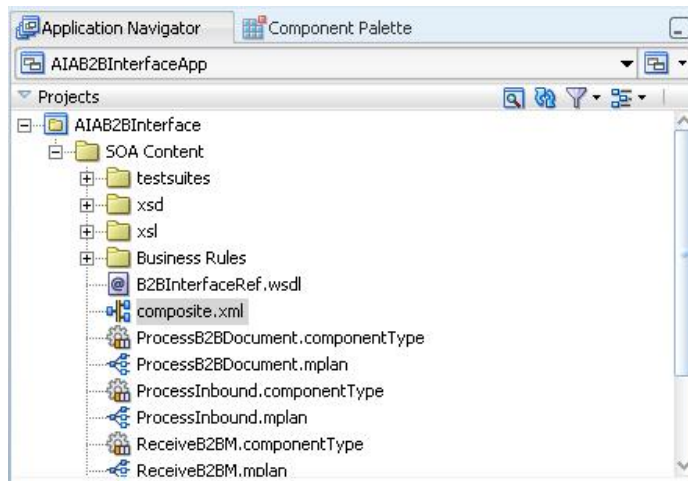 Application Navigator
Component Palette
AIAB2BInterfaceApp
Projects
AIAB2BInterface
SOA Content
testsuites
xsd
xsl
Business Rules
B2BInterfaceRef.wsdl
composite.xml
ProcessB2BDocument.componentType
ProcessB2BDocument.mplan
ProcessInbound.componentType
ProcessInbound.mplan
ReceiveB2BM.componentType
ReceiveB2BM.mplan